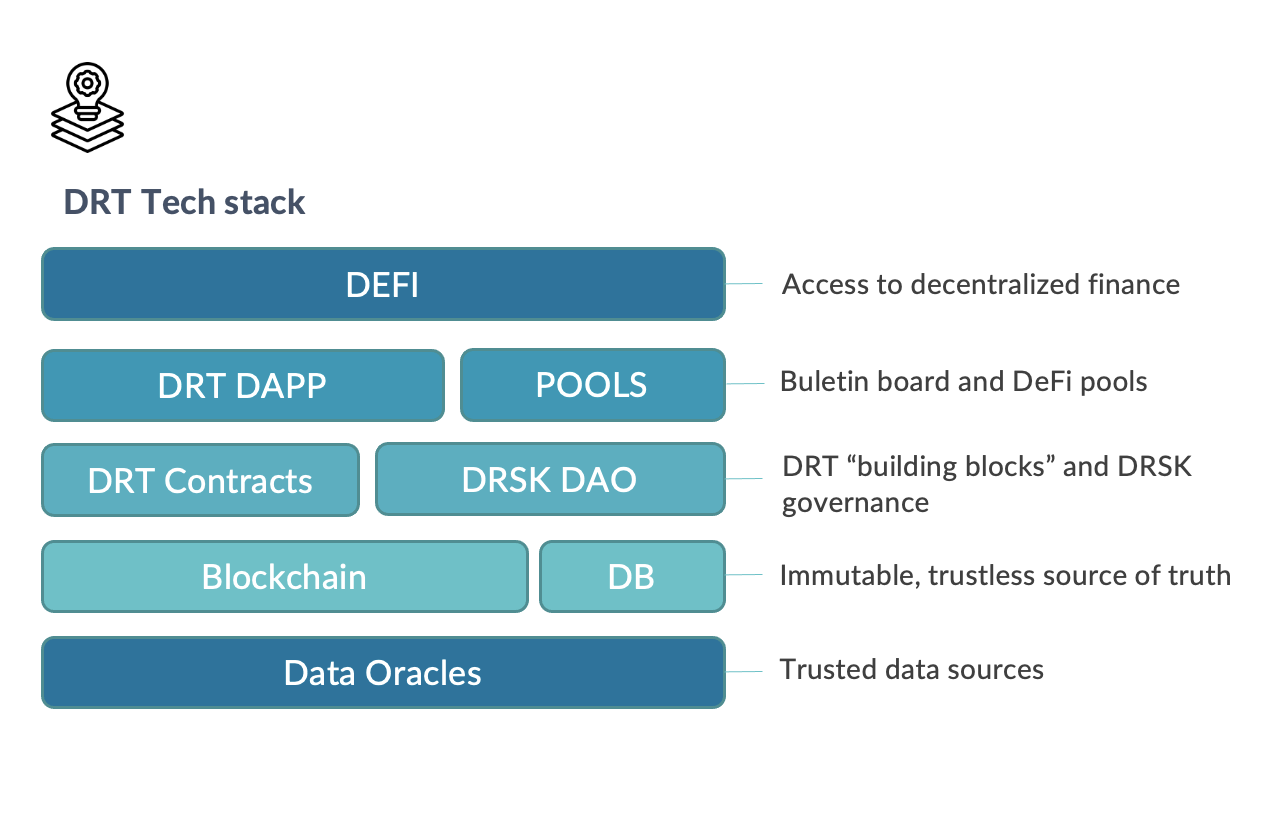 DRT Tech stack
DEFI
Access to decentralized finance
DRT DAPP
POOLS
Buletin board and DeFi pools
DRT Contracts
DRSK DAO
DRT “building blocks” and DRSK
governance
Blockchain
DB
Immutable, trustless source of truth
Data Oracles
Trusted data sources